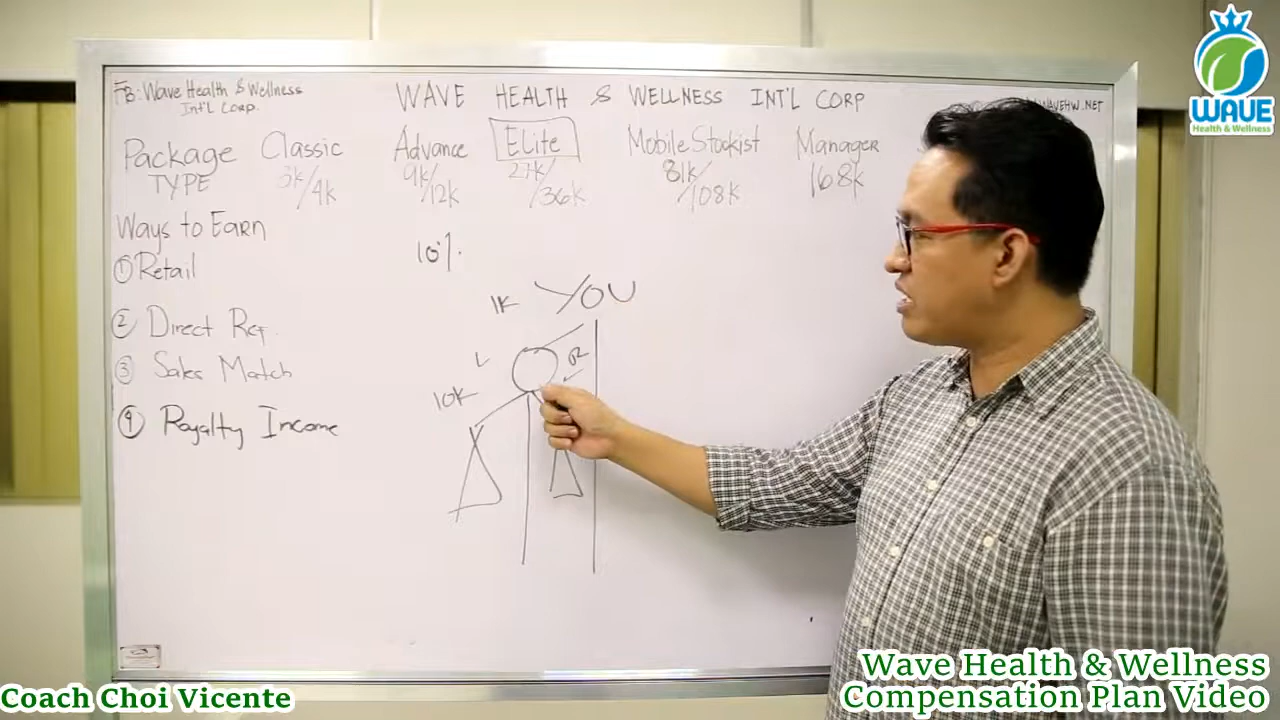 FB: Wave Health & Wellness
Int'l Corp.
WAVE HEALTH & WELLNESS INT'L CORP
WAVEHW.NET
WAVE
Health & Wellness
Package TYPE
Classic
3k/4k
Advance
9k/12k
Elite
27k/36k
Mobile Stockist
81k/108k
Manager
168k
Ways to Earn
① Retail
② Direct Ref.
③ Sales Match
④ Royalty Income
10%
1K YOU
L
10K
Coach Choi Vicente
Wave Health & Wellness
Compensation Plan Video